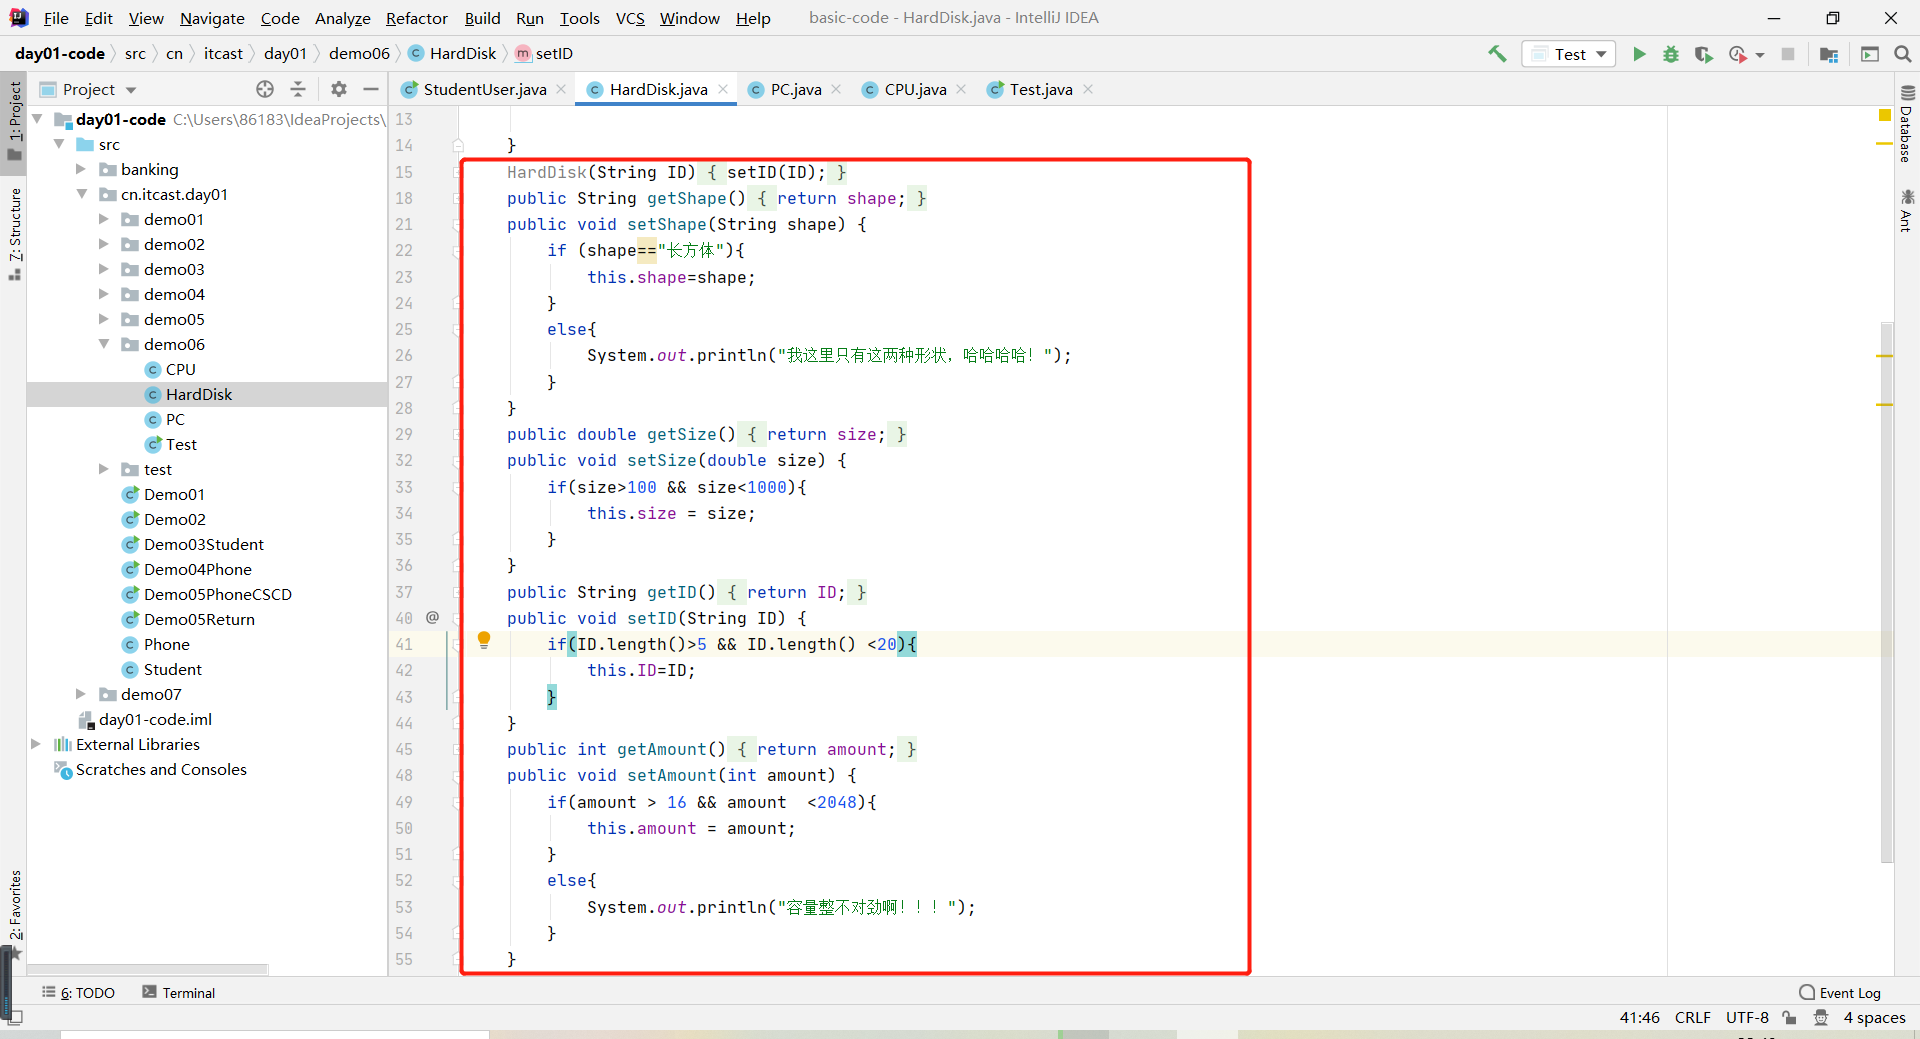 File Edit View Navigate Code Analyze Refactor Build Run Tools VCS Window Help basic-code - HardDisk.java - IntelliJ IDEA
day01-code src cn itcast day01 demo06 HardDisk setID Test
Project StudentUser.java HardDisk.java PC.java CPU.java Test.java
1: Project
7: Structure
2: Favorites
day01-code C:\Users\86183\IdeaProjects\
src
banking
cn.itcast.day01
demo01
demo02
demo03
demo04
demo05
demo06
CPU
HardDisk
PC
Test
test
Demo01
Demo02
Demo03Student
Demo04Phone
Demo05PhoneCSCD
Demo05Return
Phone
Student
demo07
day01-code.iml
External Libraries
Scratches and Consoles
13
14 }
15 HardDisk(String ID) { setID(ID); }
18 public String getShape() { return shape; }
21 public void setShape(String shape) {
22 if (shape=="长方体"){
23 this.shape=shape;
24 }
25 else{
26 System.out.println("我这里只有这两种形状，哈哈哈哈！");
27 }
28 }
29 public double getSize() { return size; }
32 public void setSize(double size) {
33 if(size>100 && size<1000){
34 this.size = size;
35 }
36 }
37 public String getID() { return ID; }
40 @ public void setID(String ID) {
41 if(ID.length()>5 && ID.length() <20){
42 this.ID=ID;
43 }
44 }
45 public int getAmount() { return amount; }
48 public void setAmount(int amount) {
49 if(amount > 16 && amount  <2048){
50 this.amount = amount;
51 }
52 else{
53 System.out.println("容量整不对劲啊！！！");
54 }
55 }
Database
Ant
6: TODO Terminal Event Log
41:46 CRLF UTF-8 4 spaces